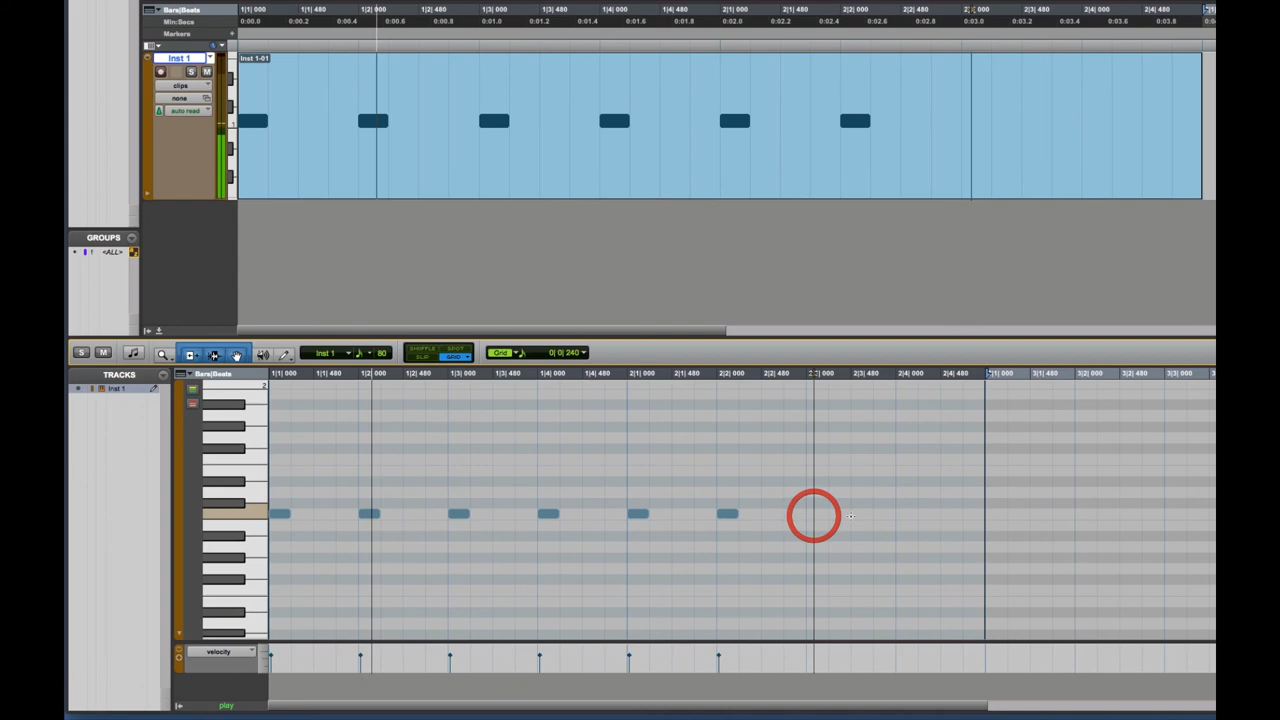 Bars|Beats 1|1| 000 1|1| 480 1|2| 000 1|2| 480 1|3| 000 1|3| 480 1|4| 000 1|4| 480 2|1| 000 2|1| 480 2|2| 000 2|2| 480 000 2|3| 480 2|4| 000 2|4| 480
Min:Secs 0:00.0 0:00.2 0:00.4 0:00.6 0:00.8 0:01.0 0:01.2 0:01.4 0:01.6 0:01.8 0:02.0 0:02.2 0:02.4 0:02.6 0:02.8 0:03.0 0:03.2 0:03.4 0:03.6 0:03.8
Markers
Inst 1 Inst 1-01
S M
clips
none
auto read
1
GROUPS
! <ALL>
S M Inst 1 80 SHUFFLE SPOT SLIP GRID Grid 0| 0| 240
TRACKS Bars|Beats 1|1| 000 1|1| 480 1|2| 000 1|2| 480 1|3| 000 1|3| 480 1|4| 000 1|4| 480 2|1| 000 2|1| 480 2|2| 000 2|2| 480 000 2|3| 480 2|4| 000 2|4| 480 |1| 000 3|1| 480 3|2| 000 3|2| 480 3|3| 000
Inst 1 2
velocity
play